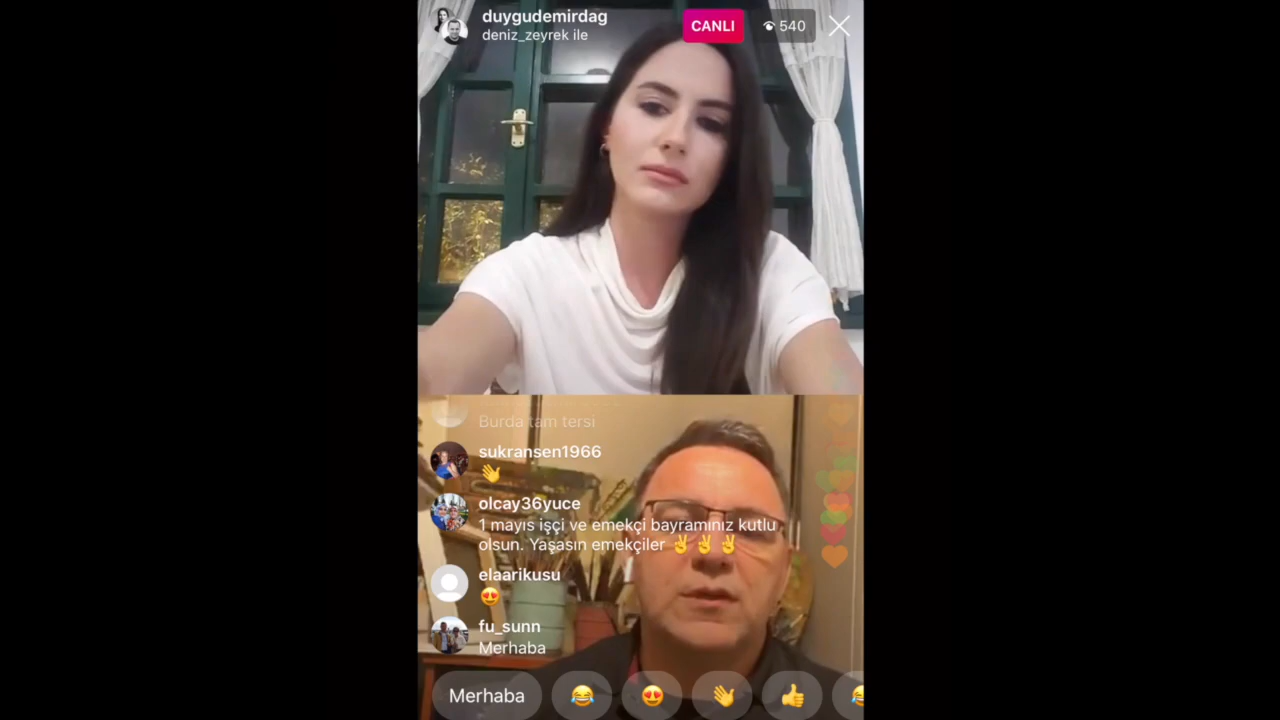 duygudemirdag
deniz_zeyrek ile
CANLI
540
Burda tam tersi
sukransen1966
👋
olcay36yuce
1 mayıs işçi ve emekçi bayramınız kutlu
olsun. Yaşasın emekçiler ✌️✌️✌️
elaarikusu
😍
fu_sunn
Merhaba
Merhaba 😂 😍 👋 👍 😂